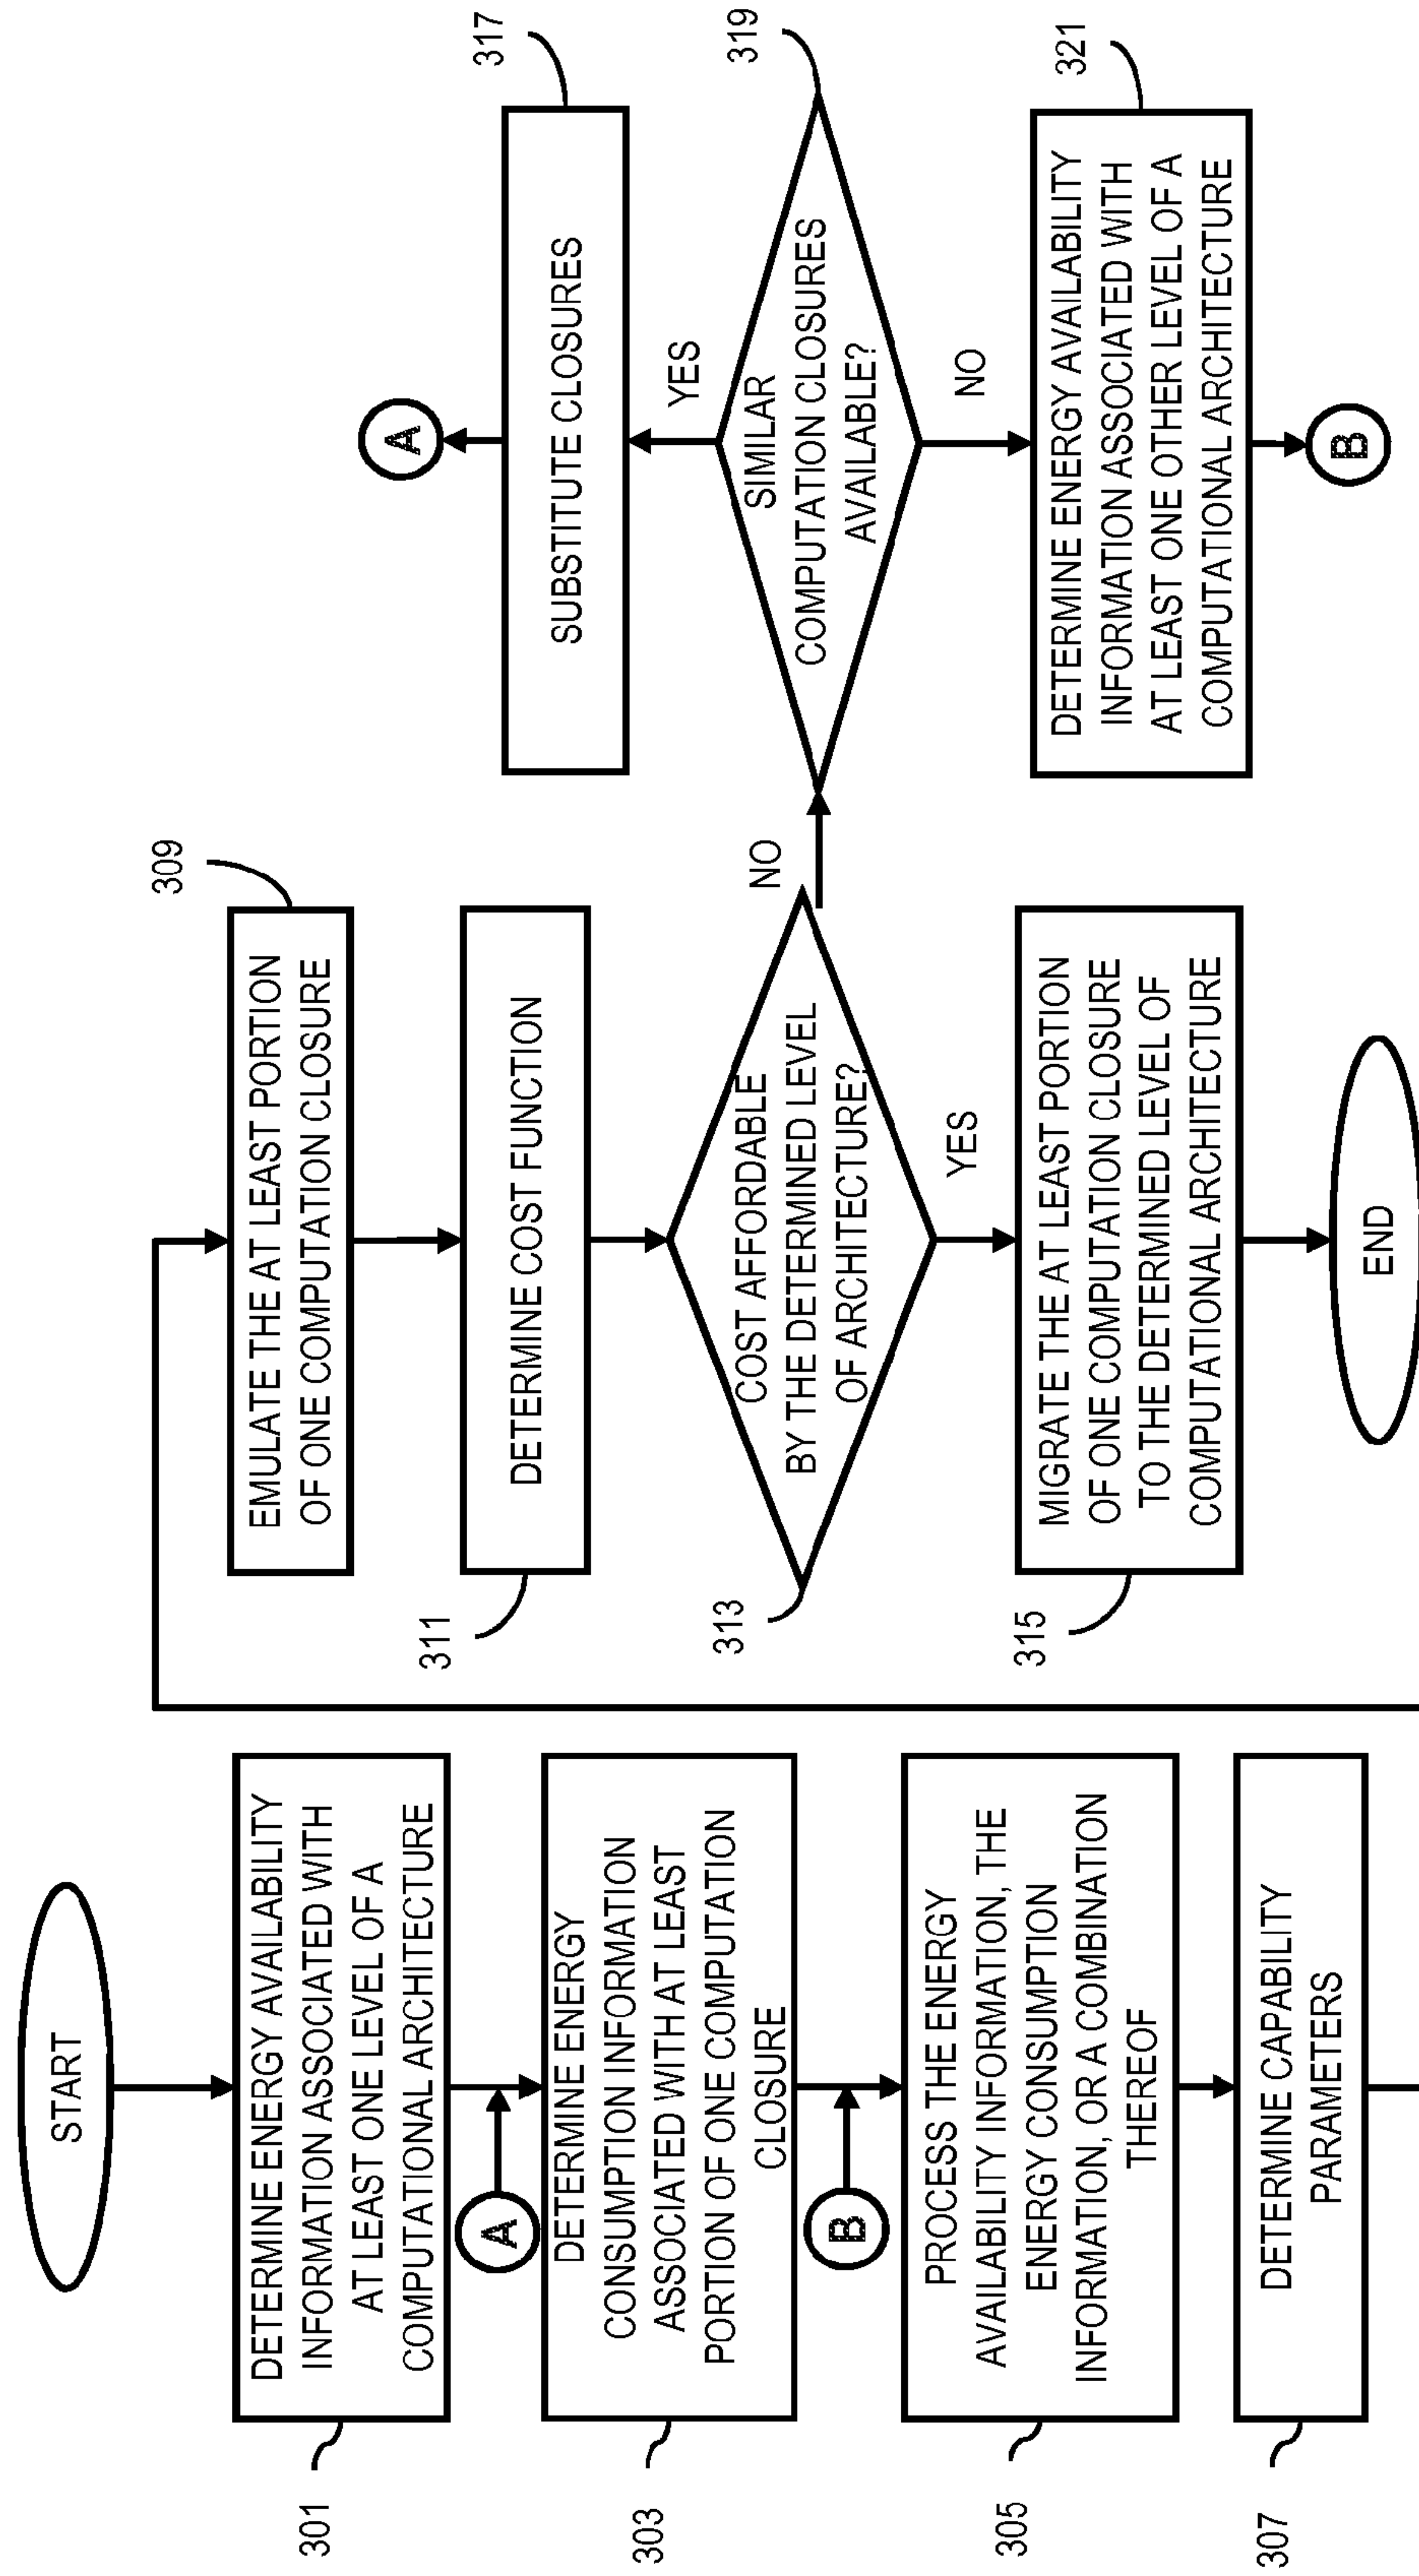 START
DETERMINE ENERGY AVAILABILITY
INFORMATION ASSOCIATED WITH
AT LEAST ONE LEVEL OF A
COMPUTATIONAL ARCHITECTURE
301
A
DETERMINE ENERGY
CONSUMPTION INFORMATION
ASSOCIATED WITH AT LEAST
PORTION OF ONE COMPUTATION
CLOSURE
303
B
PROCESS THE ENERGY
AVAILABILITY INFORMATION, THE
ENERGY CONSUMPTION
INFORMATION, OR A COMBINATION
THEREOF
305
DETERMINE CAPABILITY
PARAMETERS
307
309
EMULATE THE AT LEAST PORTION
OF ONE COMPUTATION CLOSURE
DETERMINE COST FUNCTION
311
COST AFFORDABLE
BY THE DETERMINED LEVEL
OF ARCHITECTURE?
313
NO
YES
MIGRATE THE AT LEAST PORTION
OF ONE COMPUTATION CLOSURE
TO THE DETERMINED LEVEL OF
COMPUTATIONAL ARCHITECTURE
315
END
A
317
SUBSTITUTE CLOSURES
YES
319
SIMILAR
COMPUTATION CLOSURES
AVAILABLE?
NO
321
DETERMINE ENERGY AVAILABILITY
INFORMATION ASSOCIATED WITH
AT LEAST ONE OTHER LEVEL OF A
COMPUTATIONAL ARCHITECTURE
B